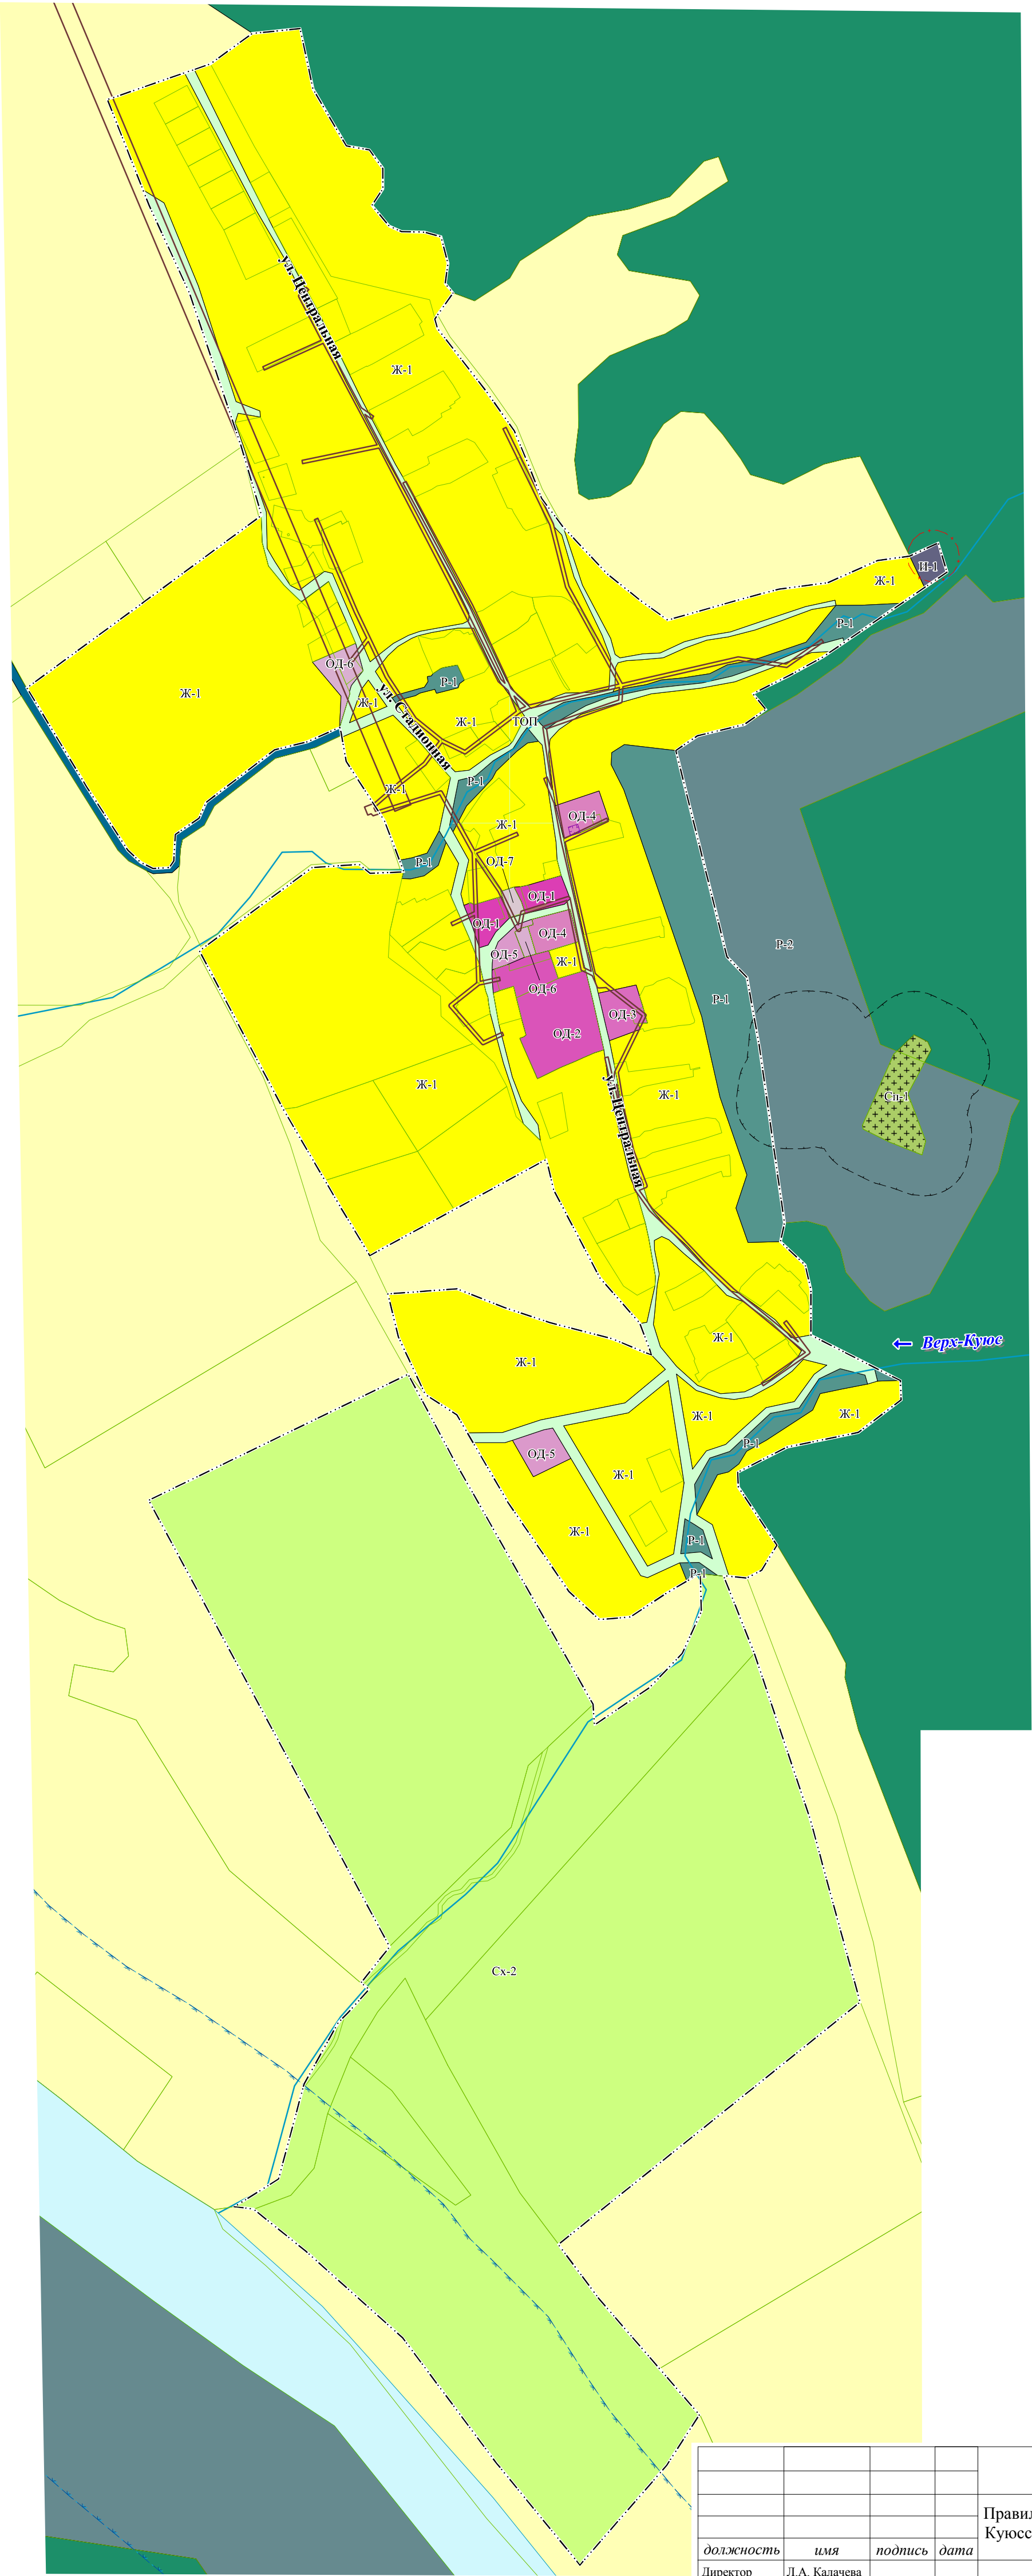 ул. Центральная
Ж-1
Ж-1
И-1
Р-1
ОД-6
Р-1
Ж-1
Ж-1
Ж-1
ТОП
ул. Стадионная
Р-1
Ж-1
ОД-4
Ж-1
Р-1
ОД-7
ОД-1
ОД-1
ОД-4
Р-2
ОД-5
Ж-1
ОД-6
Р-1
ОД-3
ОД-2
Ж-1
Ж-1
Сп-1
ул. Центральная
Ж-1
← Верх-Куюс
Ж-1
Ж-1
Ж-1
Р-1
ОД-5
Ж-1
Ж-1
Р-1
Р-1
Сх-2
Правил
Куюсс
должность имя подпись дата
Директор Л.А. Калачева